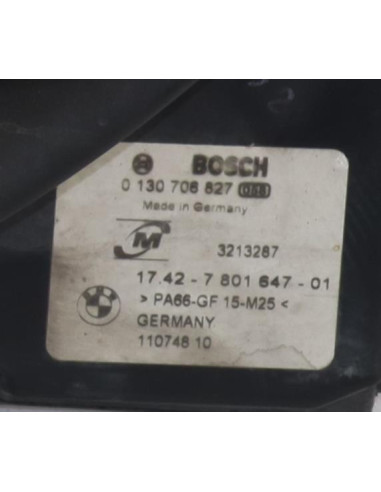 BOSCH
0 130 706 827
Made in Germany
M
3213287
17.42 - 7 801 647 - 01
> PA66-GF 15-M25 <
GERMANY
110748 10